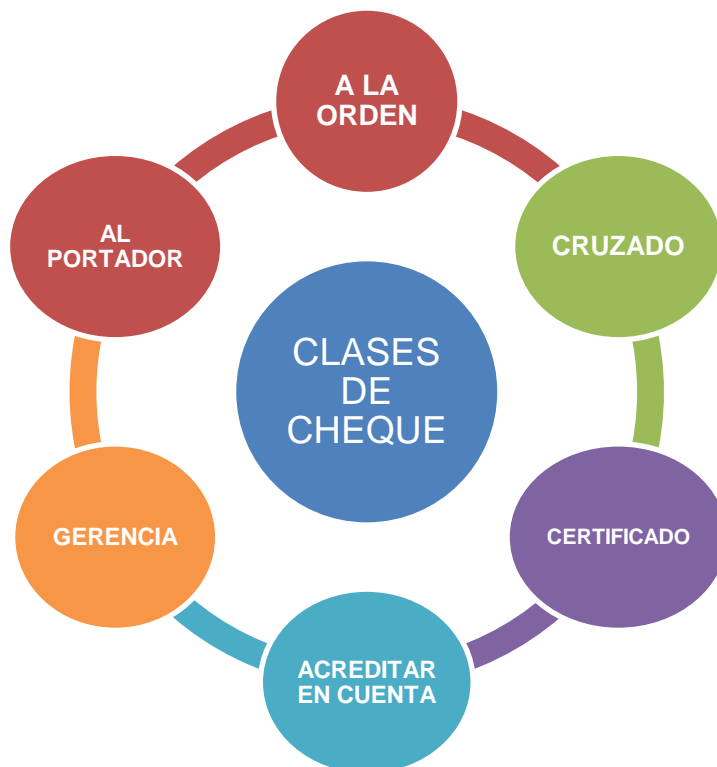 A LA
ORDEN
CRUZADO
CERTIFICADO
ACREDITAR
EN CUENTA
GERENCIA
AL
PORTADOR
CLASES
DE
CHEQUE